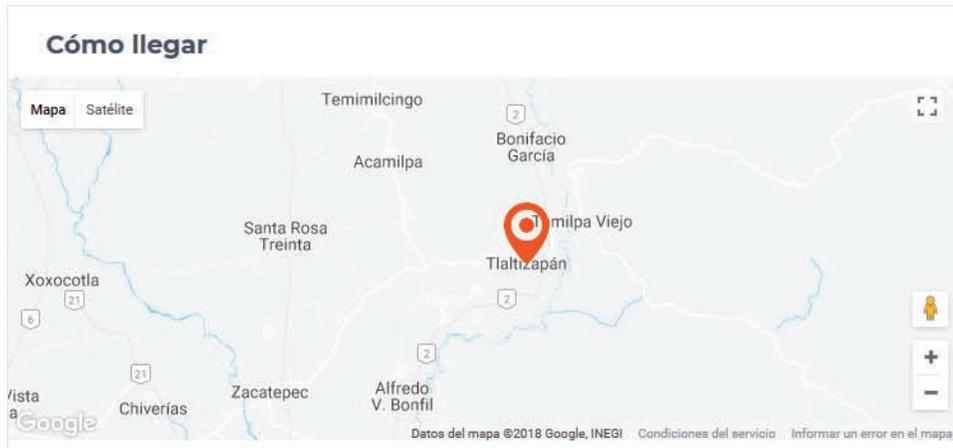 Cómo llegar
Mapa Satélite
Temimilcingo
2
Bonifacio
García
Acamilpa
Santa Rosa
Treinta
Temilpa Viejo
Tlaltizapán
Xoxocotla
21
6
2
2
21
Zacatepec
Alfredo
V. Bonfil
Chiverías
Vista
a
Google
Datos del mapa ©2018 Google, INEGI Condiciones del servicio Informar un error en el mapa